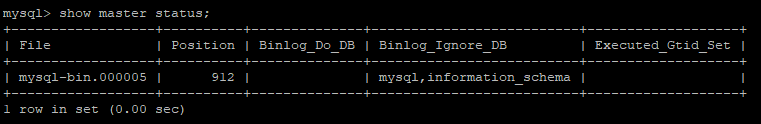 mysql> show master status;
+------------------+----------+--------------+--------------------------+-------------------+
| File             | Position | Binlog_Do_DB | Binlog_Ignore_DB         | Executed_Gtid_Set |
+------------------+----------+--------------+--------------------------+-------------------+
| mysql-bin.000005 |      912 |              | mysql,information_schema |                   |
+------------------+----------+--------------+--------------------------+-------------------+
1 row in set (0.00 sec)